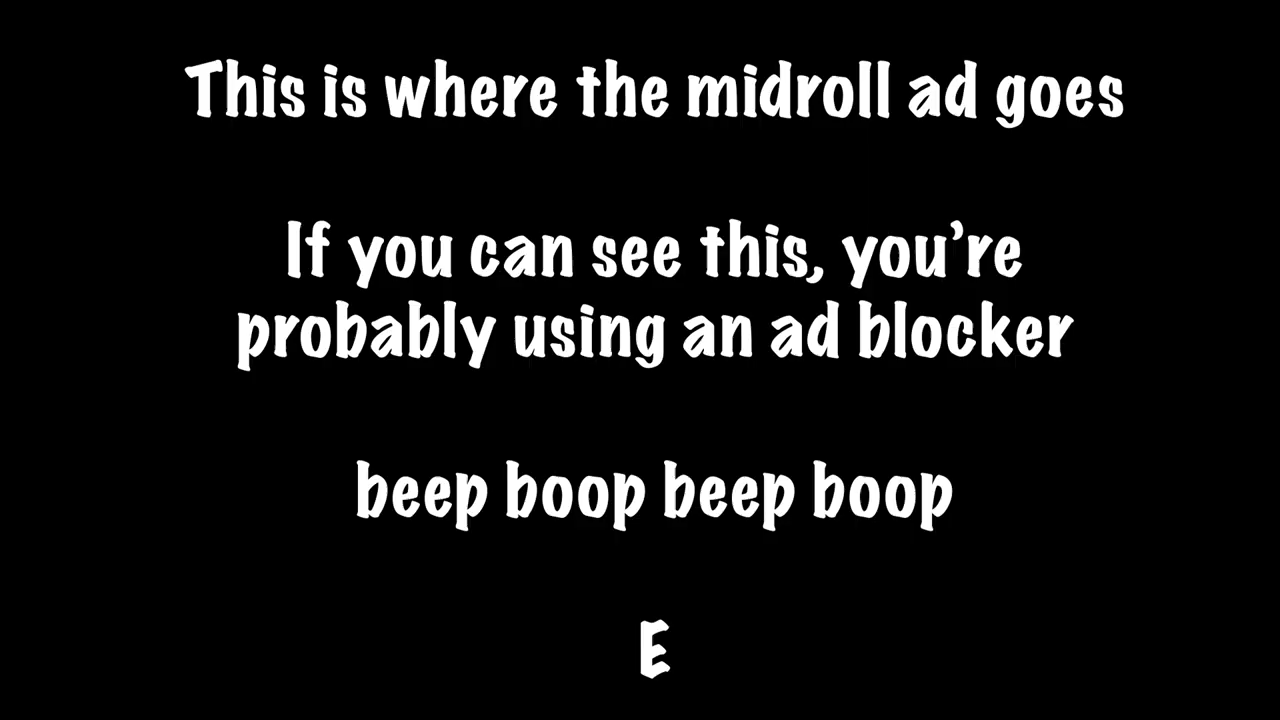 This is where the midroll ad goes
If you can see this, you’re
probably using an ad blocker
beep boop beep boop
E